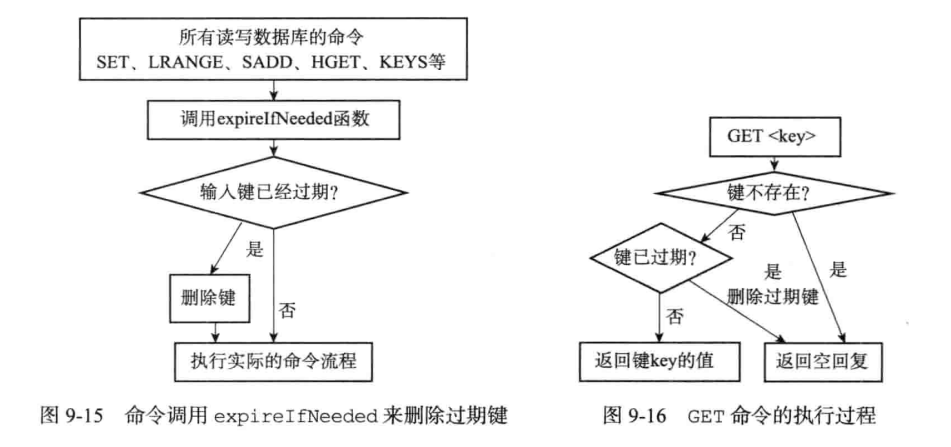 所有读写数据库的命令
SET、LRANGE、SADD、HGET、KEYS等
调用expireIfNeeded函数
输入键已经过期?
是
删除键
否
执行实际的命令流程
图 9-15 命令调用 expireIfNeeded 来删除过期键
GET <key>
键不存在?
否
键已过期?
是
删除过期键
是
否
返回键key的值
返回空回复
图 9-16 GET 命令的执行过程